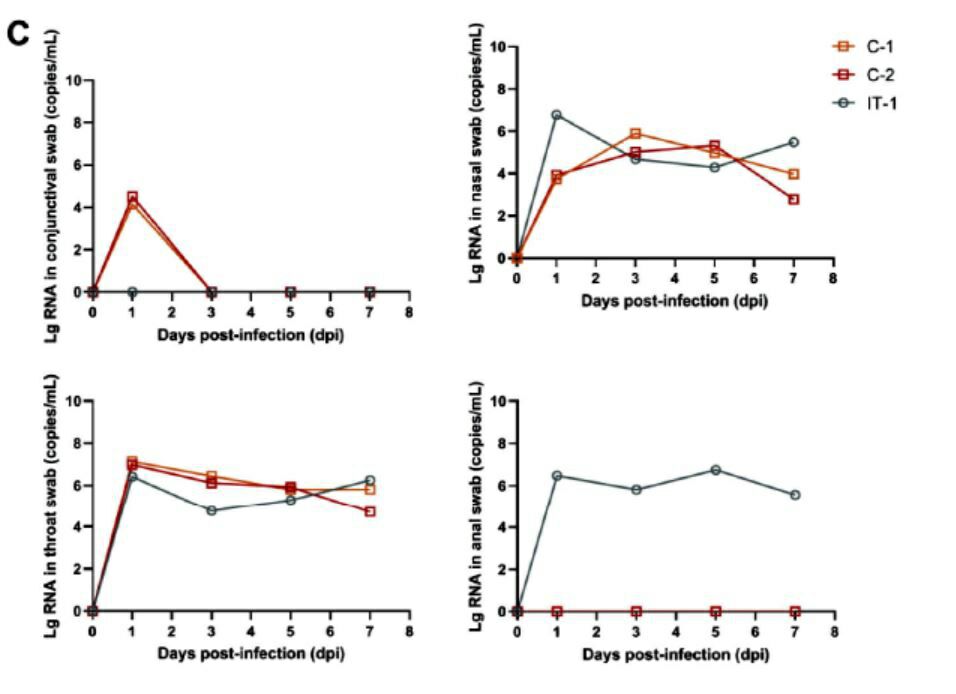 C
Lg RNA in conjunctival swab (copies/mL)
10
8
6
4
2
0
0 1 2 3 4 5 6 7 8
Days post-infection (dpi)
Lg RNA in nasal swab (copies/mL)
10
8
6
4
2
0
0 1 2 3 4 5 6 7 8
Days post-infection (dpi)
C-1
C-2
IT-1
Lg RNA in throat swab (copies/mL)
10
8
6
4
2
0
0 1 2 3 4 5 6 7 8
Days post-infection (dpi)
Lg RNA in anal swab (copies/mL)
10
8
6
4
2
0
0 1 2 3 4 5 6 7 8
Days post-infection (dpi)